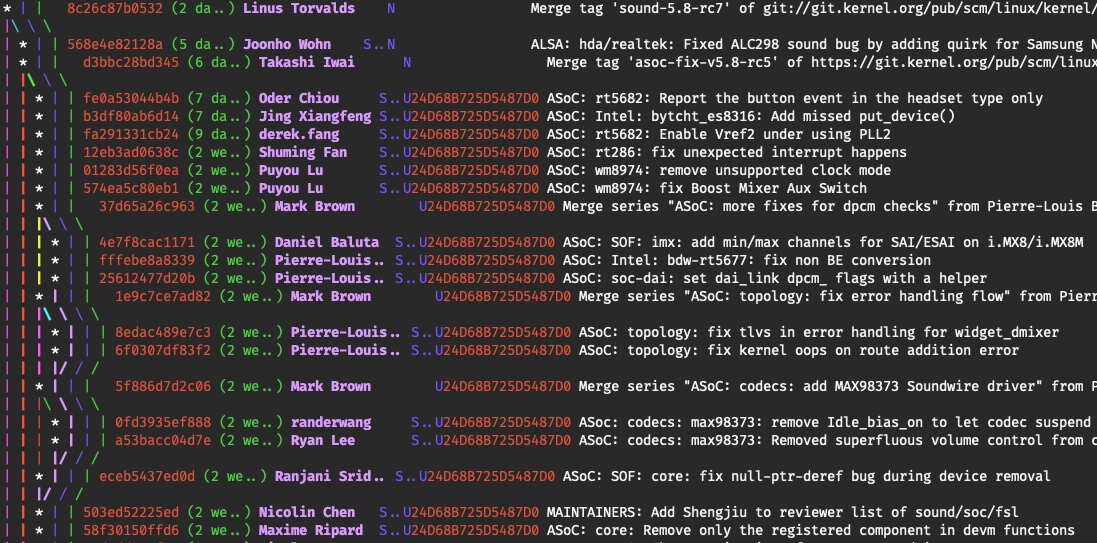 * | | 8c26c87b0532 (2 da..) Linus Torvalds N Merge tag 'sound-5.8-rc7' of git://git.kernel.org/pub/scm/linux/kernel/
|\ \ \
| * | | 568e4e82128a (5 da..) Joonho Wohn S..N ALSA: hda/realtek: Fixed ALC298 sound bug by adding quirk for Samsung N
| * | | d3bbc28bd345 (6 da..) Takashi Iwai N Merge tag 'asoc-fix-v5.8-rc5' of https://git.kernel.org/pub/scm/linux
| |\ \ \
| | * | | fe0a53044b4b (7 da..) Oder Chiou S..U24D68B725D5487D0 ASoC: rt5682: Report the button event in the headset type only
| | * | | b3df80ab6d14 (7 da..) Jing Xiangfeng S..U24D68B725D5487D0 ASoC: Intel: bytcht_es8316: Add missed put_device()
| | * | | fa291331cb24 (9 da..) derek.fang S..U24D68B725D5487D0 ASoC: rt5682: Enable Vref2 under using PLL2
| | * | | 12eb3ad0638c (2 we..) Shuming Fan S..U24D68B725D5487D0 ASoC: rt286: fix unexpected interrupt happens
| | * | | 01283d56f0ea (2 we..) Puyou Lu S..U24D68B725D5487D0 ASoC: wm8974: remove unsupported clock mode
| | * | | 574ea5c80eb1 (2 we..) Puyou Lu S..U24D68B725D5487D0 ASoC: wm8974: fix Boost Mixer Aux Switch
| | * | | 37d65a26c963 (2 we..) Mark Brown U24D68B725D5487D0 Merge series "ASoC: more fixes for dpcm checks" from Pierre-Louis B
| | |\ \ \
| | | * | | 4e7f8cac1171 (2 we..) Daniel Baluta S..U24D68B725D5487D0 ASoC: SOF: imx: add min/max channels for SAI/ESAI on i.MX8/i.MX8M
| | | * | | fffebe8a8339 (2 we..) Pierre-Louis.. S..U24D68B725D5487D0 ASoC: Intel: bdw-rt5677: fix non BE conversion
| | | * | | 25612477d20b (2 we..) Pierre-Louis.. S..U24D68B725D5487D0 ASoC: soc-dai: set dai_link dpcm_ flags with a helper
| | | * | | | 1e9c7ce7ad82 (2 we..) Mark Brown U24D68B725D5487D0 Merge series "ASoC: topology: fix error handling flow" from Pierr
| | |\ \ \ \
| | | * | | | 8edac489e7c3 (2 we..) Pierre-Louis.. S..U24D68B725D5487D0 ASoC: topology: fix tlvs in error handling for widget_dmixer
| | | * | | | 6f0307df83f2 (2 we..) Pierre-Louis.. S..U24D68B725D5487D0 ASoC: topology: fix kernel oops on route addition error
| | | |/ / /
| | * | | | 5f886d7d2c06 (2 we..) Mark Brown U24D68B725D5487D0 Merge series "ASoC: codecs: add MAX98373 Soundwire driver" from P
| | |\ \ \ \
| | | * | | | 0fd3935ef888 (2 we..) randerwang S..U24D68B725D5487D0 ASoC: codecs: max98373: remove Idle_bias_on to let codec suspend
| | | * | | | a53bacc04d7e (2 we..) Ryan Lee S..U24D68B725D5487D0 ASoC: codecs: max98373: Removed superfluous volume control from c
| | | |/ / /
| | * | | | eceb5437ed0d (2 we..) Ranjani Srid.. S..U24D68B725D5487D0 ASoC: SOF: core: fix null-ptr-deref bug during device removal
| | |/ / /
| | * | | 503ed52225ed (2 we..) Nicolin Chen S..U24D68B725D5487D0 MAINTAINERS: Add Shengjiu to reviewer list of sound/soc/fsl
| | * | | 58f30150ffd6 (2 we..) Maxime Ripard S..U24D68B725D5487D0 ASoC: core: Remove only the registered component in devm functions